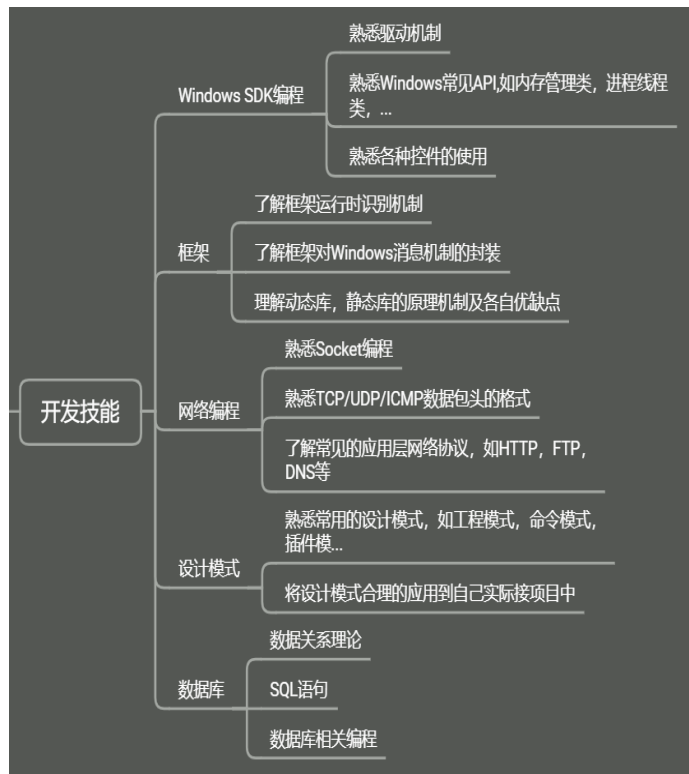 开发技能
Windows SDK编程
熟悉驱动机制
熟悉Windows常见API,如内存管理类，进程线程
类，...
熟悉各种控件的使用
框架
了解框架运行时识别机制
了解框架对Windows消息机制的封装
理解动态库，静态库的原理机制及各自优缺点
网络编程
熟悉Socket编程
熟悉TCP/UDP/ICMP数据包头的格式
了解常见的应用层网络协议，如HTTP，FTP，
DNS等
设计模式
熟悉常用的设计模式，如工程模式，命令模式，
插件模...
将设计模式合理的应用到自己实际接项目中
数据库
数据关系理论
SQL语句
数据库相关编程